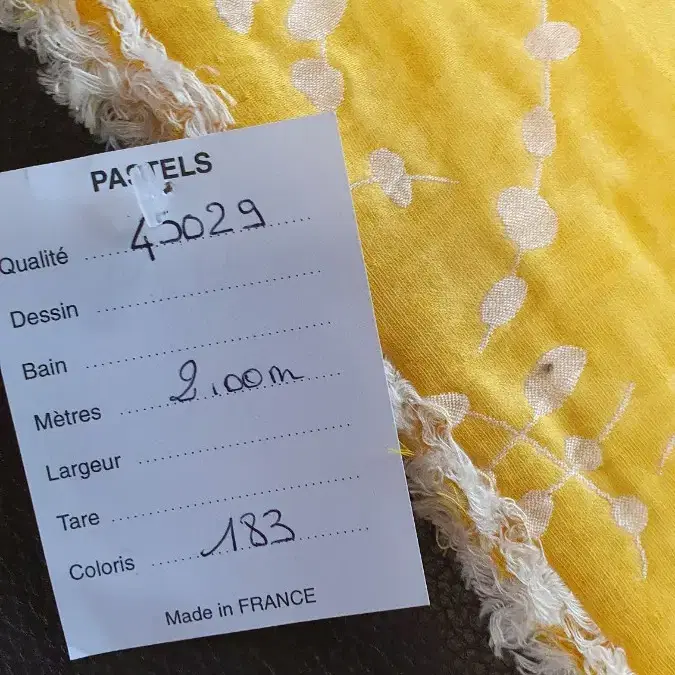 PASTELS
Qualité 45029
Dessin
Bain
Mètres 2,00m
Largeur
Tare
Coloris 183
Made in FRANCE